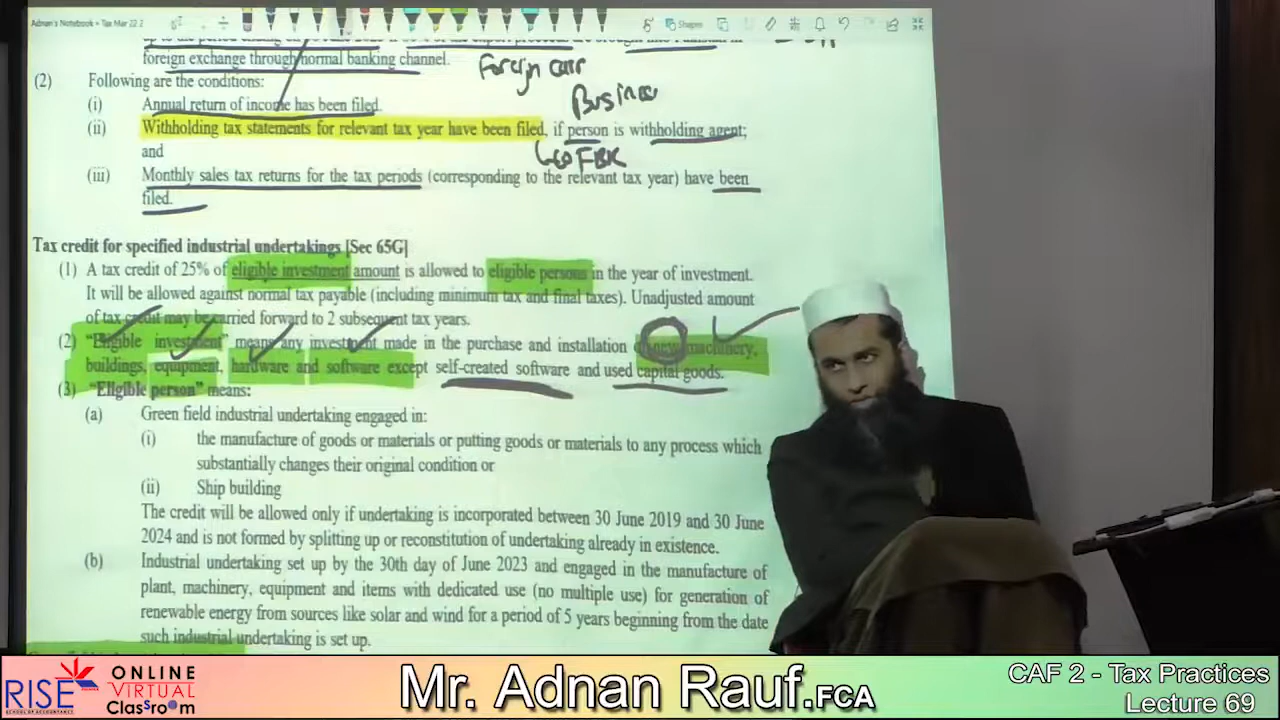 Adnan's Notebook » Tax Mar 22 2
Shapes
foreign exchange through normal banking channel.
Foreign curr
(2) Following are the conditions:
Business
(i) Annual return of income has been filed.
(ii) Withholding tax statements for relevant tax year have been filed, if person is withholding agent;
and
(iii) Monthly sales tax returns for the tax periods (corresponding to the relevant tax year) have been
filed.
Tax credit for specified industrial undertakings [Sec 65G]
(1) A tax credit of 25% of eligible investment amount is allowed to eligible persons in the year of investment.
It will be allowed against normal tax payable (including minimum tax and final taxes). Unadjusted amount
of tax credit may be carried forward to 2 subsequent tax years.
(2) "Eligible investment" means any investment made in the purchase and installation of new machinery,
buildings, equipment, hardware and software except self-created software and used capital goods.
(3) "Eligible person" means:
(a) Green field industrial undertaking engaged in:
(i) the manufacture of goods or materials or putting goods or materials to any process which
substantially changes their original condition or
(ii) Ship building
The credit will be allowed only if undertaking is incorporated between 30 June 2019 and 30 June
2024 and is not formed by splitting up or reconstitution of undertaking already in existence.
(b) Industrial undertaking set up by the 30th day of June 2023 and engaged in the manufacture of
plant, machinery, equipment and items with dedicated use (no multiple use) for generation of
renewable energy from sources like solar and wind for a period of 5 years beginning from the date
such industrial undertaking is set up.
RISE
SCHOOL OF ACCOUNTANCY
ONLINE
VIRTUAL
ClassroOm
Mr. Adnan Rauf.FCA
CAF 2 - Tax Practices
Lecture 69